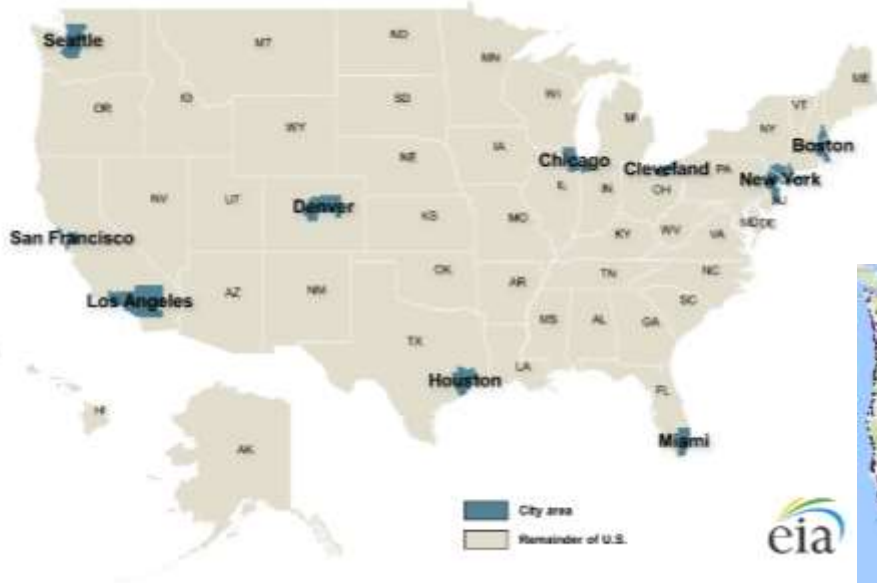 Seattle
MT
ND
MN
ME
OR
ID
SD
WI
VT
WY
MI
NY
Boston
IA
NE
Chicago
Cleveland
PA
New York
NV
UT
Denver
IL
IN
OH
NJ
San Francisco
KS
MO
KY
WV
VA
MD
DE
Los Angeles
AZ
NM
OK
AR
TN
NC
SC
MS
AL
GA
TX
LA
Houston
FL
HI
Miami
AK
City area
Remainder of U.S.
eia